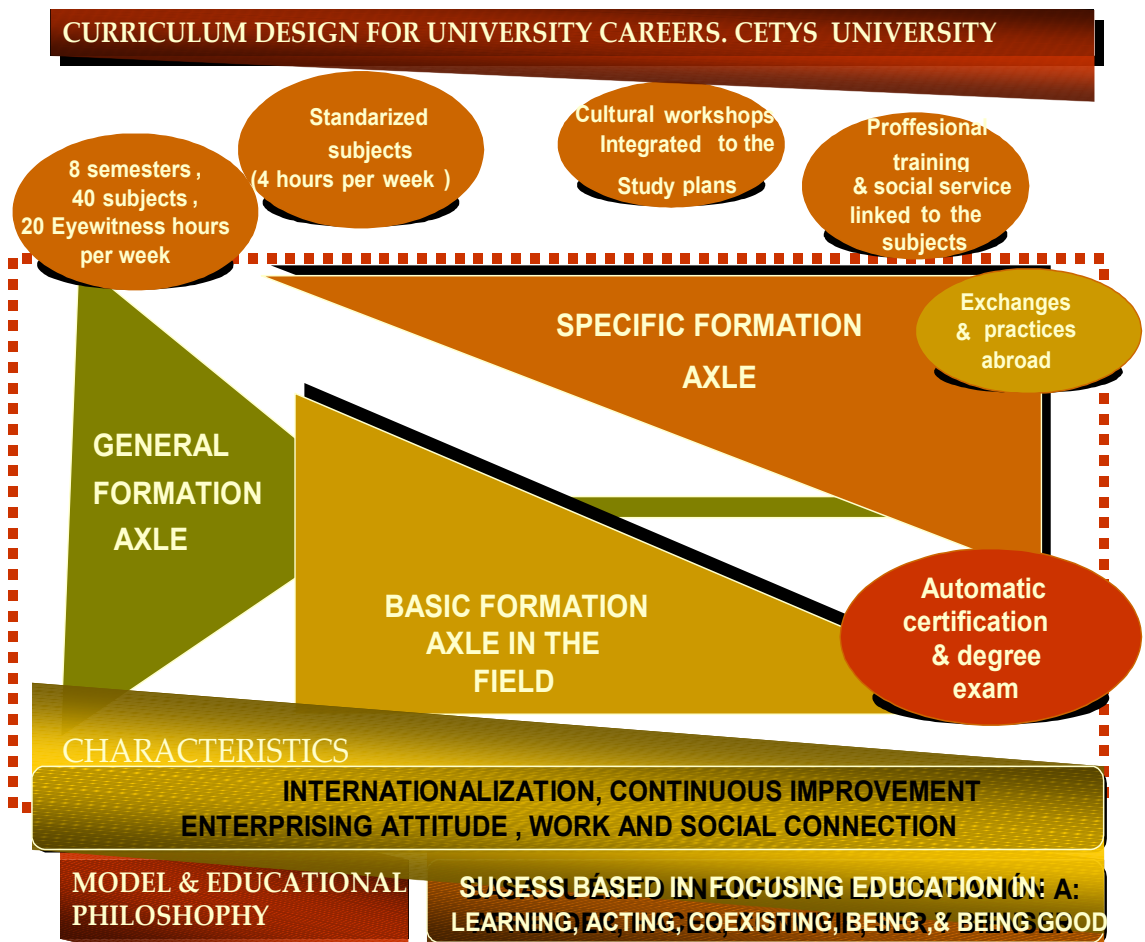 CURRICULUM DESIGN FOR UNIVERSITY CAREERS. CETYS UNIVERSITY
8 semesters ,
40 subjects ,
20 Eyewitness hours
per week
Standarized
subjects
(4 hours per week )
Cultural workshops
Integrated to the
Study plans
Proffesional
training
& social service
linked to the
subjects
Exchanges
& practices
abroad
SPECIFIC FORMATION
AXLE
GENERAL
FORMATION
AXLE
BASIC FORMATION
AXLE IN THE
FIELD
Automatic
certification
& degree
exam
CHARACTERISTICS
INTERNATIONALIZATION, CONTINUOUS IMPROVEMENT
ENTERPRISING ATTITUDE , WORK AND SOCIAL CONNECTION
MODEL & EDUCATIONAL
PHILOSHOPHY
SUCESS BASED IN FOCUSING EDUCATION IN:
LEARNING, ACTING, COEXISTING, BEING ,& BEING GOOD